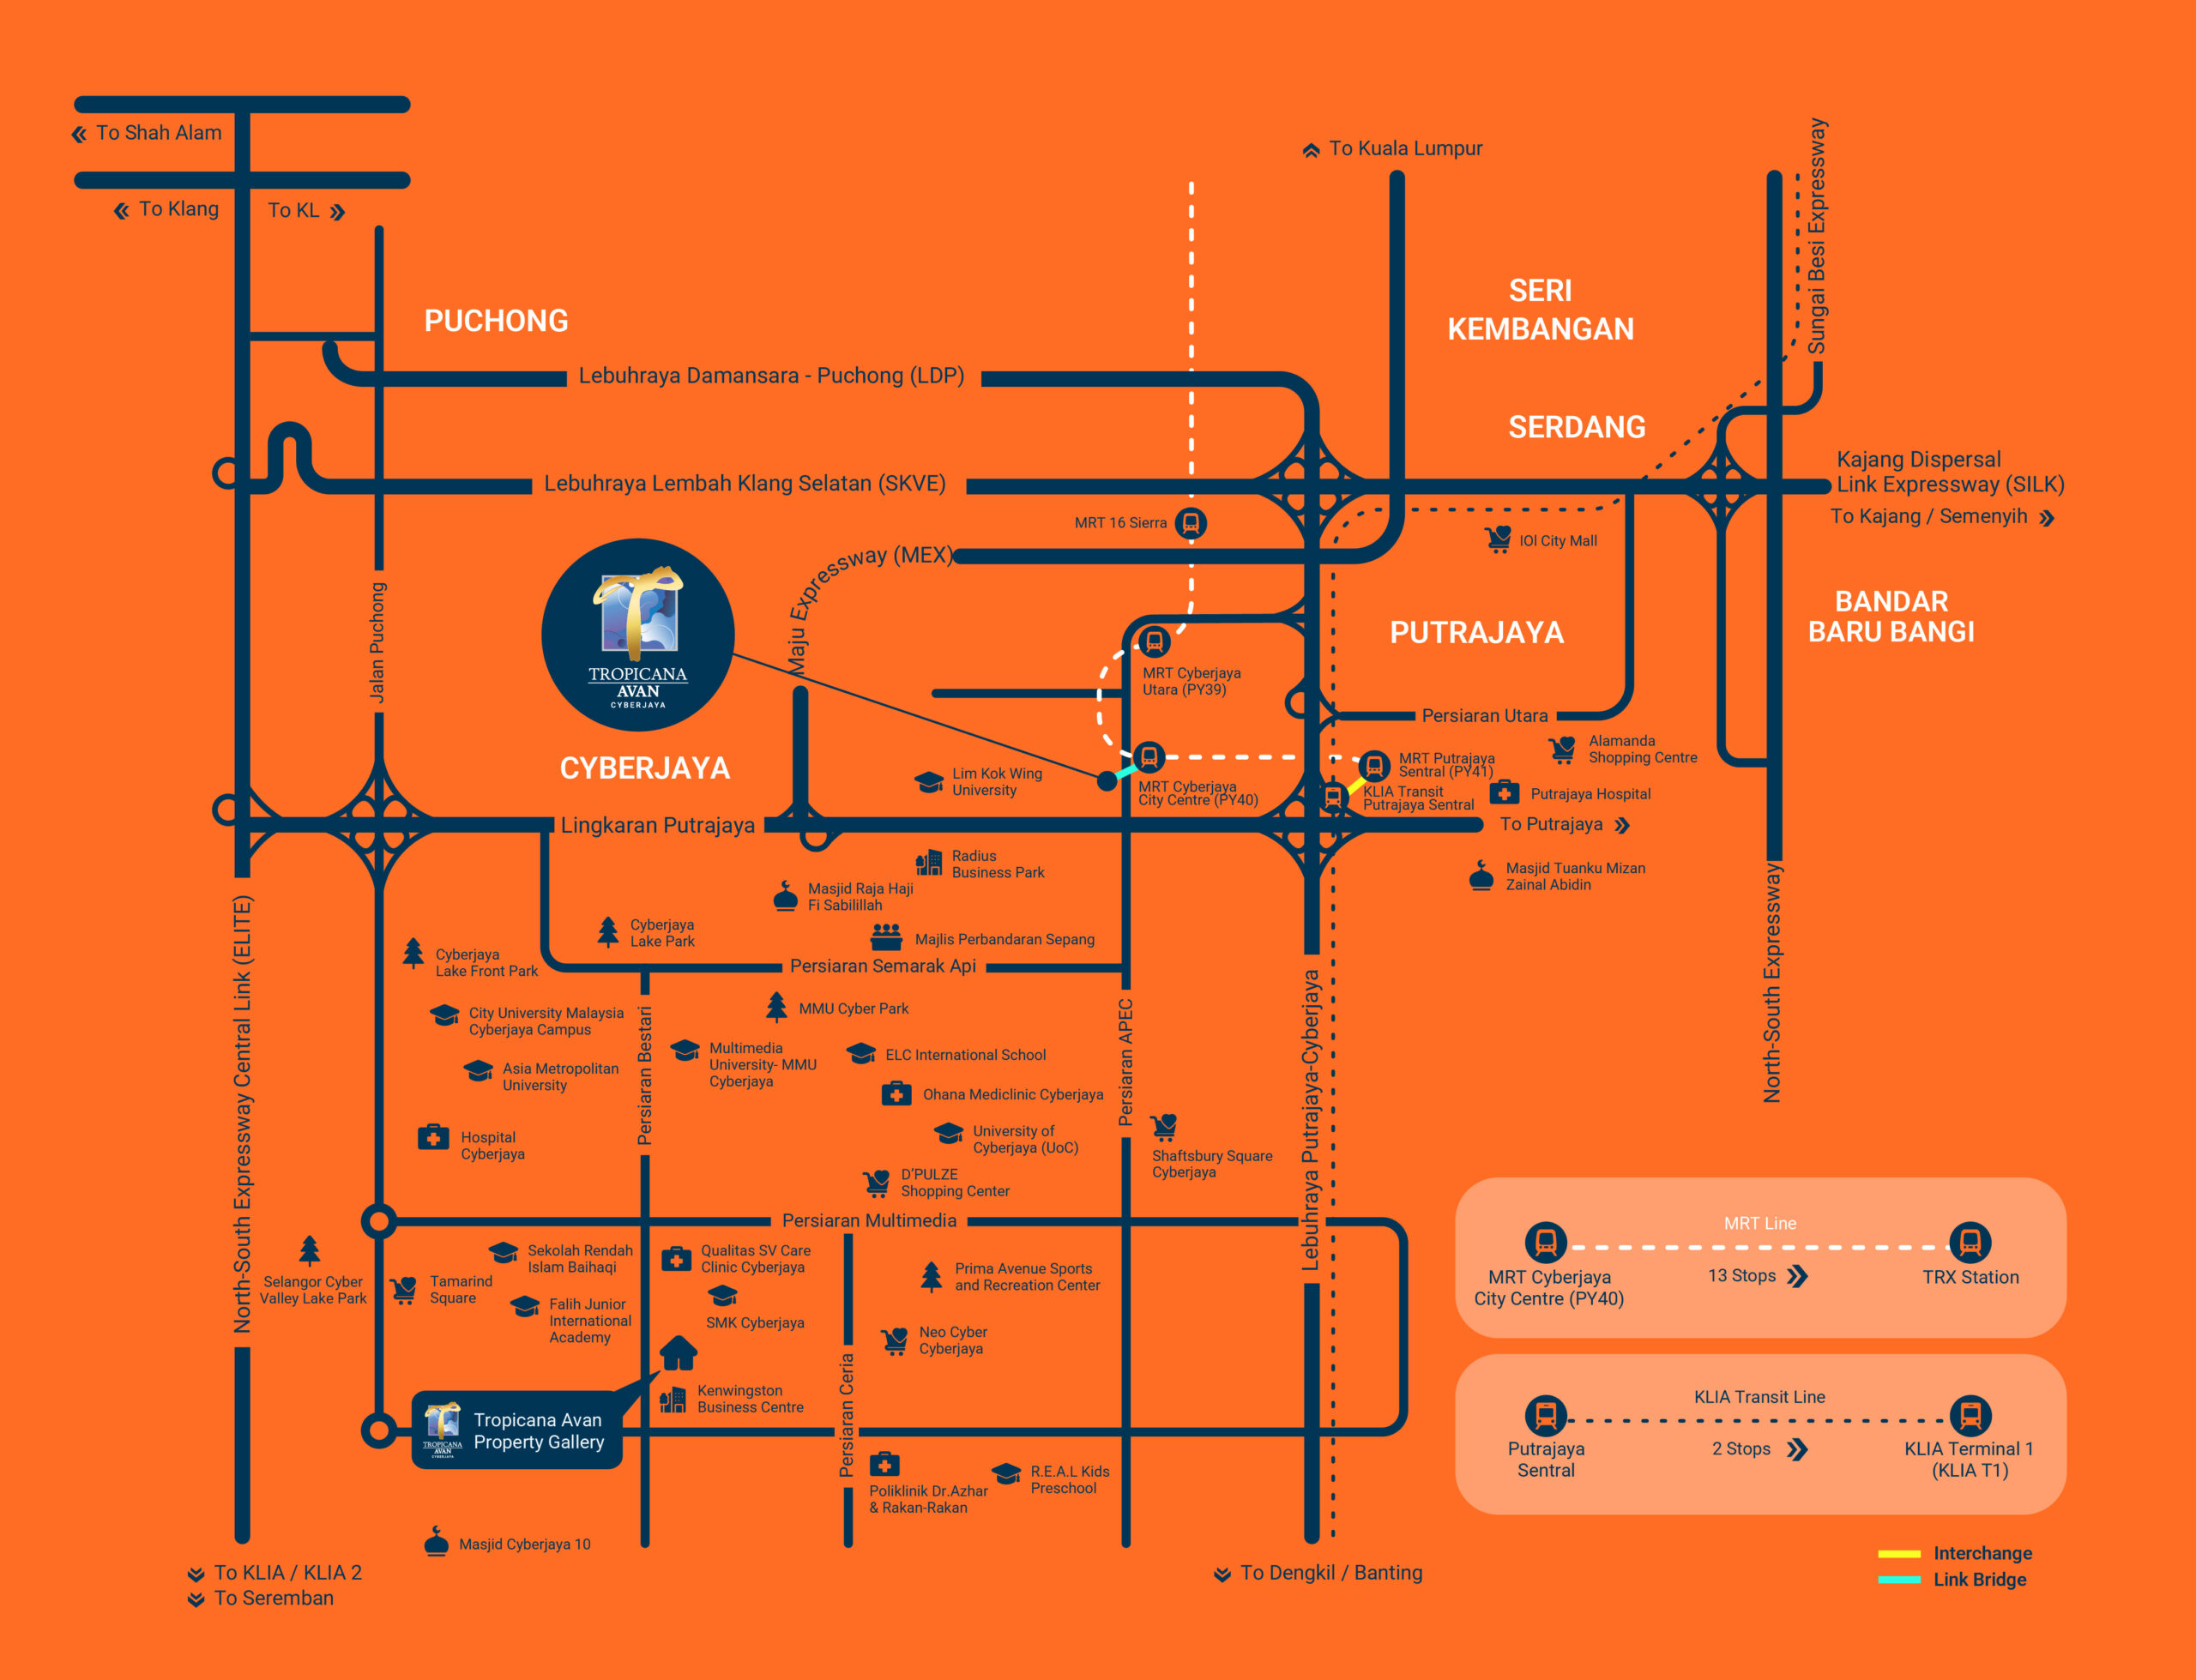 To Shah Alam
To Klang
To KL
To Kuala Lumpur
Sungai Besi Expressway
PUCHONG
SERI
KEMBANGAN
Lebuhraya Damansara - Puchong (LDP)
SERDANG
Lebuhraya Lembah Klang Selatan (SKVE)
Kajang Dispersal
Link Expressway (SILK)
To Kajang / Semenyih
MRT 16 Sierra
IOI City Mall
Maju Expressway (MEX)
Jalan Puchong
TROPICANA
AVAN
CYBERJAYA
PUTRAJAYA
BANDAR
BARU BANGI
MRT Cyberjaya
Utara (PY39)
Persiaran Utara
CYBERJAYA
Lim Kok Wing
University
MRT Cyberjaya
City Centre (PY40)
MRT Putrajaya
Sentral (PY41)
KLIA Transit
Putrajaya Sentral
Alamanda
Shopping Centre
Putrajaya Hospital
Lingkaran Putrajaya
To Putrajaya
Radius
Business Park
Masjid Raja Haji
Fi Sabilillah
Masjid Tuanku Mizan
Zainal Abidin
Cyberjaya
Lake Park
Majlis Perbandaran Sepang
Cyberjaya
Lake Front Park
Persiaran Semarak Api
North-South Expressway Central Link (ELITE)
North-South Expressway
City University Malaysia
Cyberjaya Campus
MMU Cyber Park
Persiaran Bestari
Persiaran APEC
Lebuhraya Putrajaya-Cyberjaya
Asia Metropolitan
University
Multimedia
University- MMU
Cyberjaya
ELC International School
Ohana Mediclinic Cyberjaya
Hospital
Cyberjaya
University of
Cyberjaya (UoC)
Shaftsbury Square
Cyberjaya
D'PULZE
Shopping Center
Persiaran Multimedia
Selangor Cyber
Valley Lake Park
Tamarind
Square
Sekolah Rendah
Islam Baihaqi
Falih Junior
International
Academy
Qualitas SV Care
Clinic Cyberjaya
SMK Cyberjaya
Prima Avenue Sports
and Recreation Center
Neo Cyber
Cyberjaya
Kenwingston
Business Centre
Persiaran Ceria
TROPICANA
AVAN
CYBERJAYA
Tropicana Avan
Property Gallery
Poliklinik Dr.Azhar
& Rakan-Rakan
R.E.A.L Kids
Preschool
Masjid Cyberjaya 10
To KLIA / KLIA 2
To Seremban
To Dengkil / Banting
MRT Line
MRT Cyberjaya
City Centre (PY40)
13 Stops
TRX Station
KLIA Transit Line
Putrajaya
Sentral
2 Stops
KLIA Terminal 1
(KLIA T1)
Interchange
Link Bridge